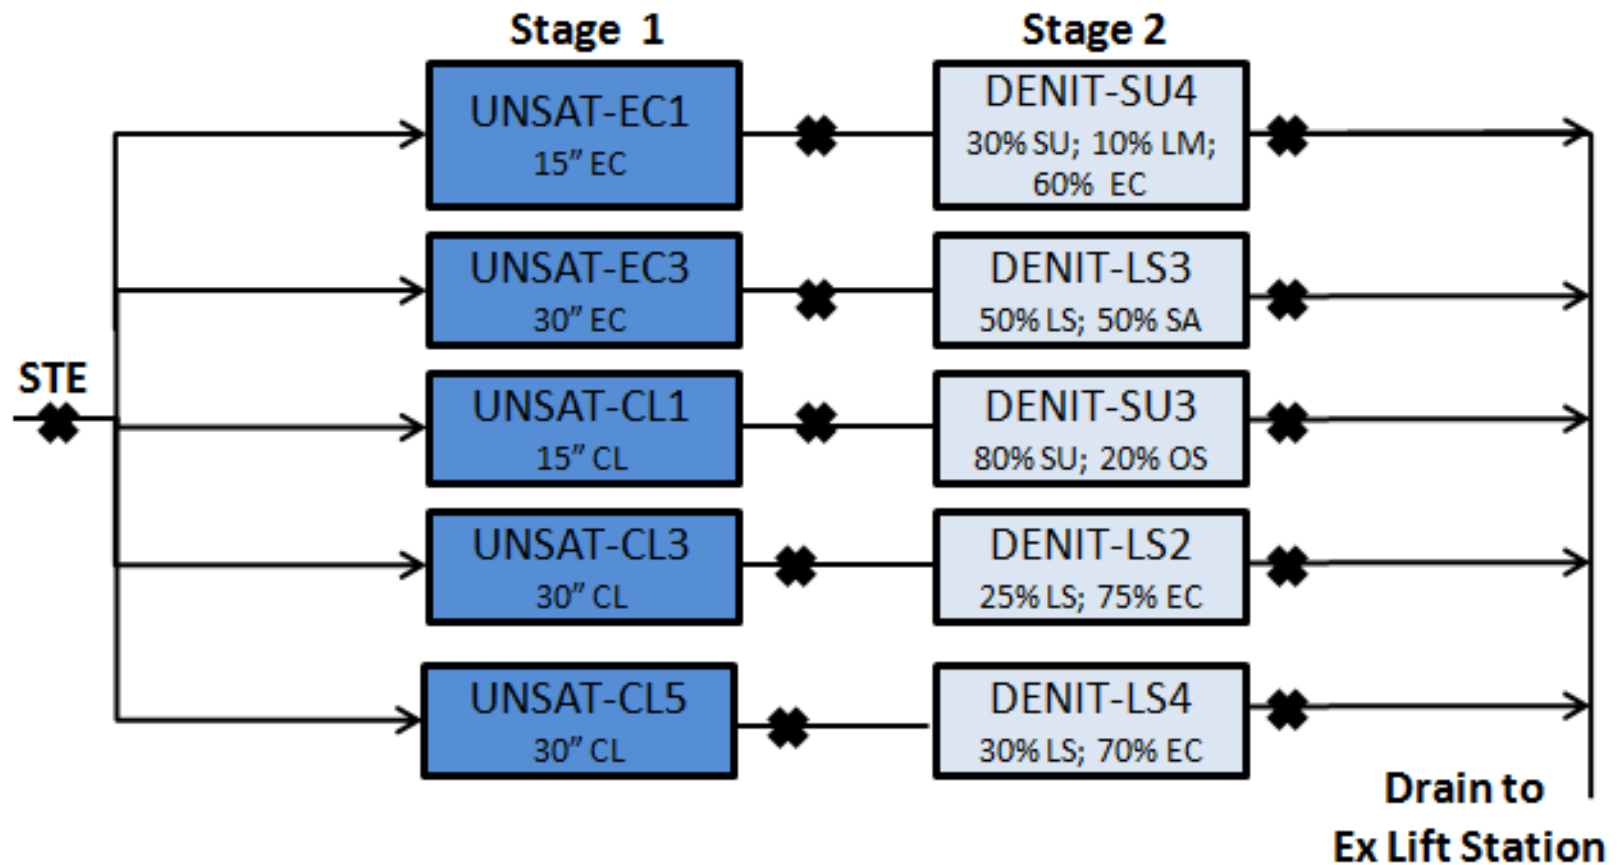 Stage 1
Stage 2
UNSAT-EC1
15” EC
DENIT-SU4
30% SU; 10% LM;
60% EC
UNSAT-EC3
30” EC
DENIT-LS3
50% LS; 50% SA
STE
UNSAT-CL1
15” CL
DENIT-SU3
80% SU; 20% OS
UNSAT-CL3
30” CL
DENIT-LS2
25% LS; 75% EC
UNSAT-CL5
30” CL
DENIT-LS4
30% LS; 70% EC
Drain to
Ex Lift Station